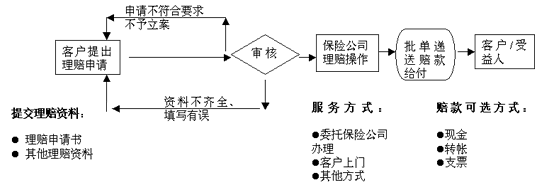 申请不符合要求
不予立案
客户提出
理赔申请
审核
保险公司
理赔操作
批单递
送赔款
给付
客户/受
益人
资料不齐全、
填写有误
提交理赔资料：
● 理赔申请书
● 其他理赔资料
服务方式：
●委托保险公司
办理
●客户上门
●其他方式
赔款可选方式：
●现金
●转帐
●支票